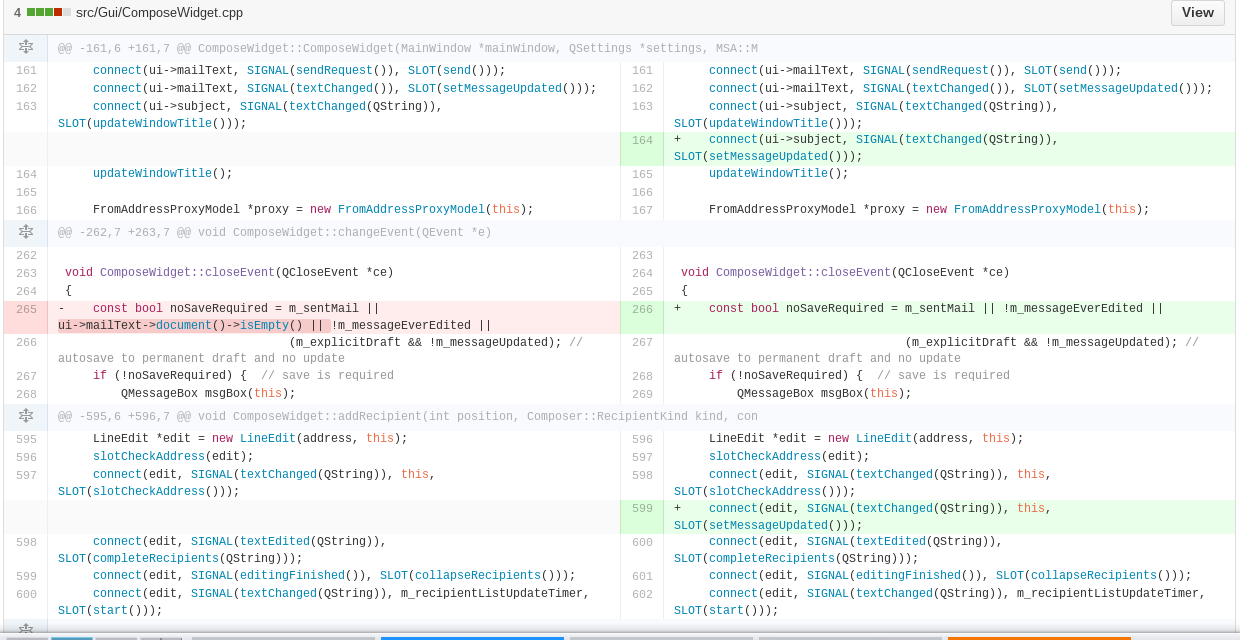 4 src/Gui/ComposeWidget.cpp View
@@ -161,6 +161,7 @@ ComposeWidget::ComposeWidget(MainWindow *mainWindow, QSettings *settings, MSA::M
161 connect(ui->mailText, SIGNAL(sendRequest()), SLOT(send())); 161 connect(ui->mailText, SIGNAL(sendRequest()), SLOT(send()));
162 connect(ui->mailText, SIGNAL(textChanged()), SLOT(setMessageUpdated())); 162 connect(ui->mailText, SIGNAL(textChanged()), SLOT(setMessageUpdated()));
163 connect(ui->subject, SIGNAL(textChanged(QString)), 163 connect(ui->subject, SIGNAL(textChanged(QString)),
SLOT(updateWindowTitle())); SLOT(updateWindowTitle()));
164 + connect(ui->subject, SIGNAL(textChanged(QString)),
SLOT(setMessageUpdated()));
164 updateWindowTitle(); 165 updateWindowTitle();
165 166
166 FromAddressProxyModel *proxy = new FromAddressProxyModel(this); 167 FromAddressProxyModel *proxy = new FromAddressProxyModel(this);
@@ -262,7 +263,7 @@ void ComposeWidget::changeEvent(QEvent *e)
262 263
263 void ComposeWidget::closeEvent(QCloseEvent *ce) 264 void ComposeWidget::closeEvent(QCloseEvent *ce)
264 { 265 {
265 - const bool noSaveRequired = m_sentMail || 266 + const bool noSaveRequired = m_sentMail || !m_messageEverEdited ||
ui->mailText->document()->isEmpty() || !m_messageEverEdited ||
266 (m_explicitDraft && !m_messageUpdated); // 267 (m_explicitDraft && !m_messageUpdated); //
autosave to permanent draft and no update autosave to permanent draft and no update
267 if (!noSaveRequired) { // save is required 268 if (!noSaveRequired) { // save is required
268 QMessageBox msgBox(this); 269 QMessageBox msgBox(this);
@@ -595,6 +596,7 @@ void ComposeWidget::addRecipient(int position, Composer::RecipientKind kind, con
595 LineEdit *edit = new LineEdit(address, this); 596 LineEdit *edit = new LineEdit(address, this);
596 slotCheckAddress(edit); 597 slotCheckAddress(edit);
597 connect(edit, SIGNAL(textChanged(QString)), this, 598 connect(edit, SIGNAL(textChanged(QString)), this,
SLOT(slotCheckAddress())); SLOT(slotCheckAddress()));
599 + connect(edit, SIGNAL(textChanged(QString)), this,
SLOT(setMessageUpdated()));
598 connect(edit, SIGNAL(textEdited(QString)), 600 connect(edit, SIGNAL(textEdited(QString)),
SLOT(completeRecipients(QString))); SLOT(completeRecipients(QString)));
599 connect(edit, SIGNAL(editingFinished()), SLOT(collapseRecipients())); 601 connect(edit, SIGNAL(editingFinished()), SLOT(collapseRecipients()));
600 connect(edit, SIGNAL(textChanged(QString)), m_recipientListUpdateTimer, 602 connect(edit, SIGNAL(textChanged(QString)), m_recipientListUpdateTimer,
SLOT(start())); SLOT(start()));